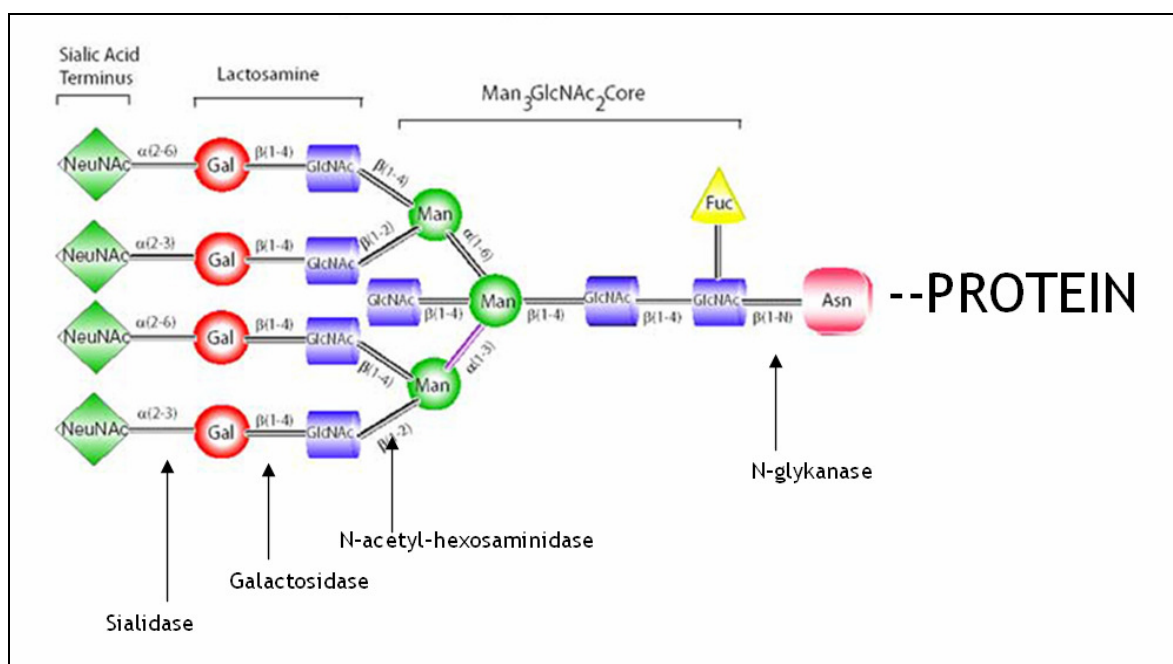 Sialic Acid
Terminus
Lactosamine
Man3GlcNAc2Core
NeuNAc α(2-6) Gal β(1-4) GlcNAc β(1-4)
Man
Fuc
NeuNAc α(2-3) Gal β(1-4) GlcNAc β(1-2)
α(1-6)
GlcNAc β(1-4) Man β(1-4) GlcNAc β(1-4) GlcNAc β(1-N) Asn --PROTEIN
NeuNAc α(2-6) Gal β(1-4) GlcNAc β(1-4)
α(1-3)
Man
NeuNAc α(2-3) Gal β(1-4) GlcNAc β(1-2)
N-glykanase
N-acetyl-hexosaminidase
Galactosidase
Sialidase